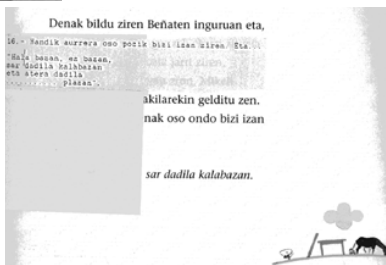 Denak bildu ziren Beñaten inguruan eta,
16.- Handik aurrera oso pozik bizi izan ziren. Eta
"Hala bazan, ez bazan,
sar dadila kalabazan
eta atera dadila
plazan".
akilarekin gelditu zen.
nak oso ondo bizi izan
sar dadila kalabazan.